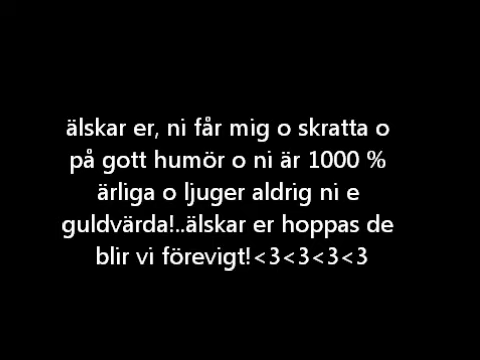 älskar er, ni får mig o skratta o
på gott humör o ni är 1000 %
ärliga o ljuger aldrig ni e
guldvärda!..älskar er hoppas de
blir vi förevigt!<3<3<3<3